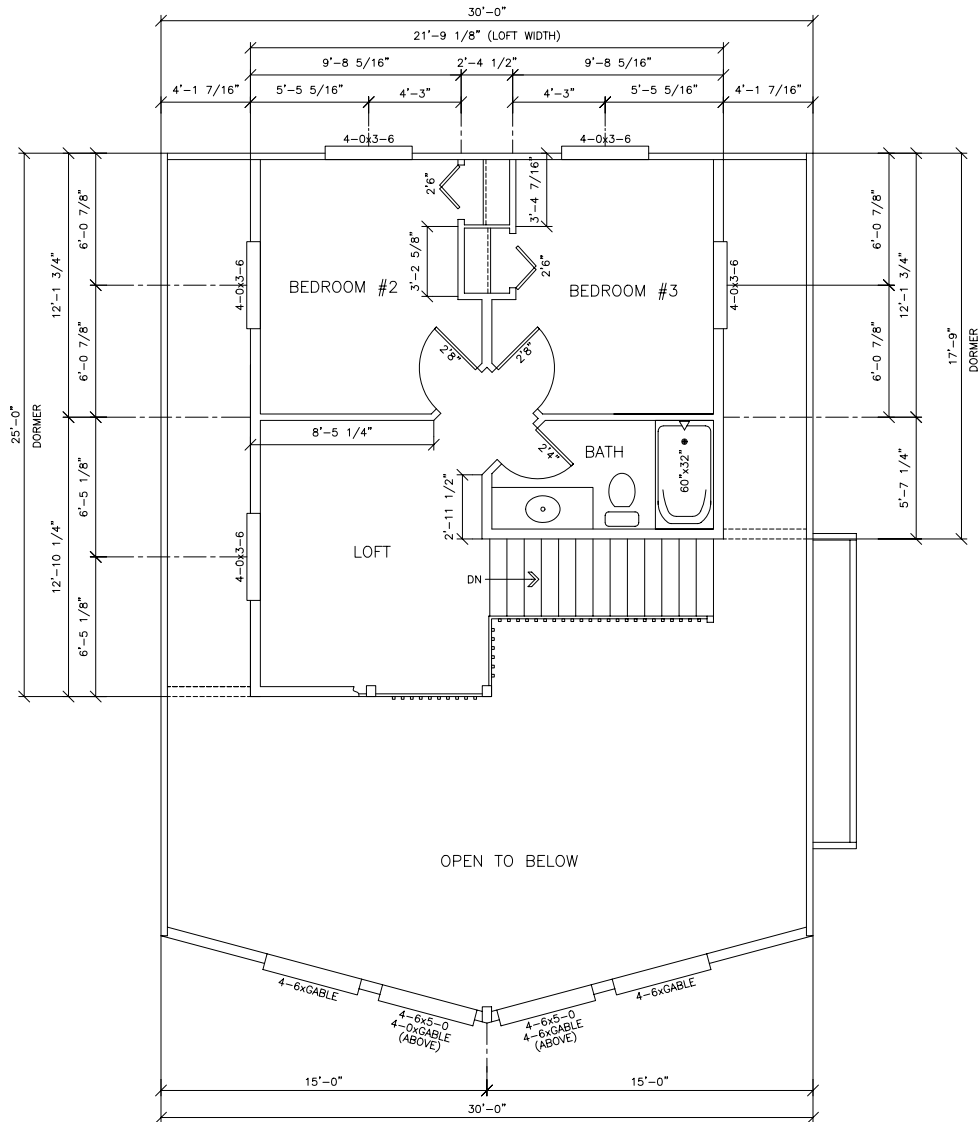 30'-0"
21'-9 1/8" (LOFT WIDTH)
9'-8 5/16"
2'-4 1/2"
9'-8 5/16"
4'-1 7/16"
5'-5 5/16"
4'-3"
4'-3"
5'-5 5/16"
4'-1 7/16"
4-0x3-6
4-0x3-6
2'6"
3'-4 7/16"
6'-0 7/8"
6'-0 7/8"
12'-1 3/4"
3'-2 5/8"
2'6"
12'-1 3/4"
4-0x3-6
BEDROOM #2
BEDROOM #3
4-0x3-6
17'-9"
DORMER
2'8"
2'8"
6'-0 7/8"
6'-0 7/8"
25'-0"
DORMER
8'-5 1/4"
2'4"
BATH
60"x32"
6'-5 1/8"
5'-7 1/4"
2'-11 1/2"
LOFT
4-0x3-6
12'-10 1/4"
DN
6'-5 1/8"
OPEN TO BELOW
4-6xGABLE
4-6x5-0
4-0xGABLE
(ABOVE)
4-6x5-0
4-6xGABLE
(ABOVE)
4-6xGABLE
15'-0"
15'-0"
30'-0"